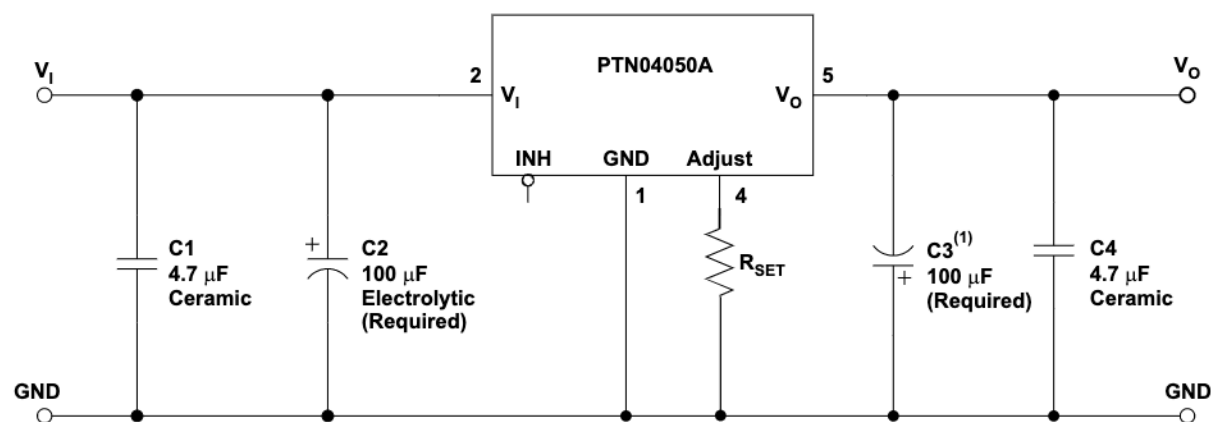 PTN04050A
V_I
2
V_I
V_O
5
V_O
INH
GND
Adjust
1
4
+
C1
4.7 μF
Ceramic
C2
100 μF
Electrolytic
(Required)
R_SET
C3(1)
100 μF
(Required)
+
C4
4.7 μF
Ceramic
GND
GND